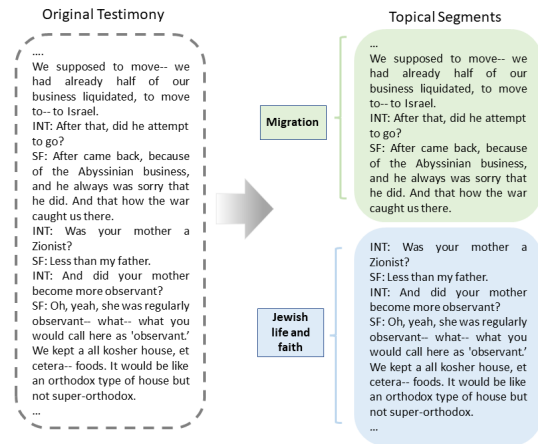 Original Testimony
....
We supposed to move-- we
had already half of our
business liquidated, to move
to-- to Israel.
INT: After that, did he attempt
to go?
SF: After came back, because
of the Abyssinian business,
and he always was sorry that
he did. And that how the war
caught us there.
INT: Was your mother a
Zionist?
SF: Less than my father.
INT: And did your mother
become more observant?
SF: Oh, yeah, she was regularly
observant-- what-- what you
would call here as 'observant.’
We kept a all kosher house, et
cetera-- foods. It would be like
an orthodox type of house but
not super-orthodox.
...
Topical Segments
Migration
...
We supposed to move-- we
had already half of our
business liquidated, to move
to-- to Israel.
INT: After that, did he attempt
to go?
SF: After came back, because
of the Abyssinian business,
and he always was sorry that
he did. And that how the war
caught us there.
Jewish
life and
faith
INT: Was your mother a
Zionist?
SF: Less than my father.
INT: And did your mother
become more observant?
SF: Oh, yeah, she was regularly
observant-- what-- what you
would call here as 'observant.’
We kept a all kosher house, et
cetera-- foods. It would be like
an orthodox type of house but
not super-orthodox.
...